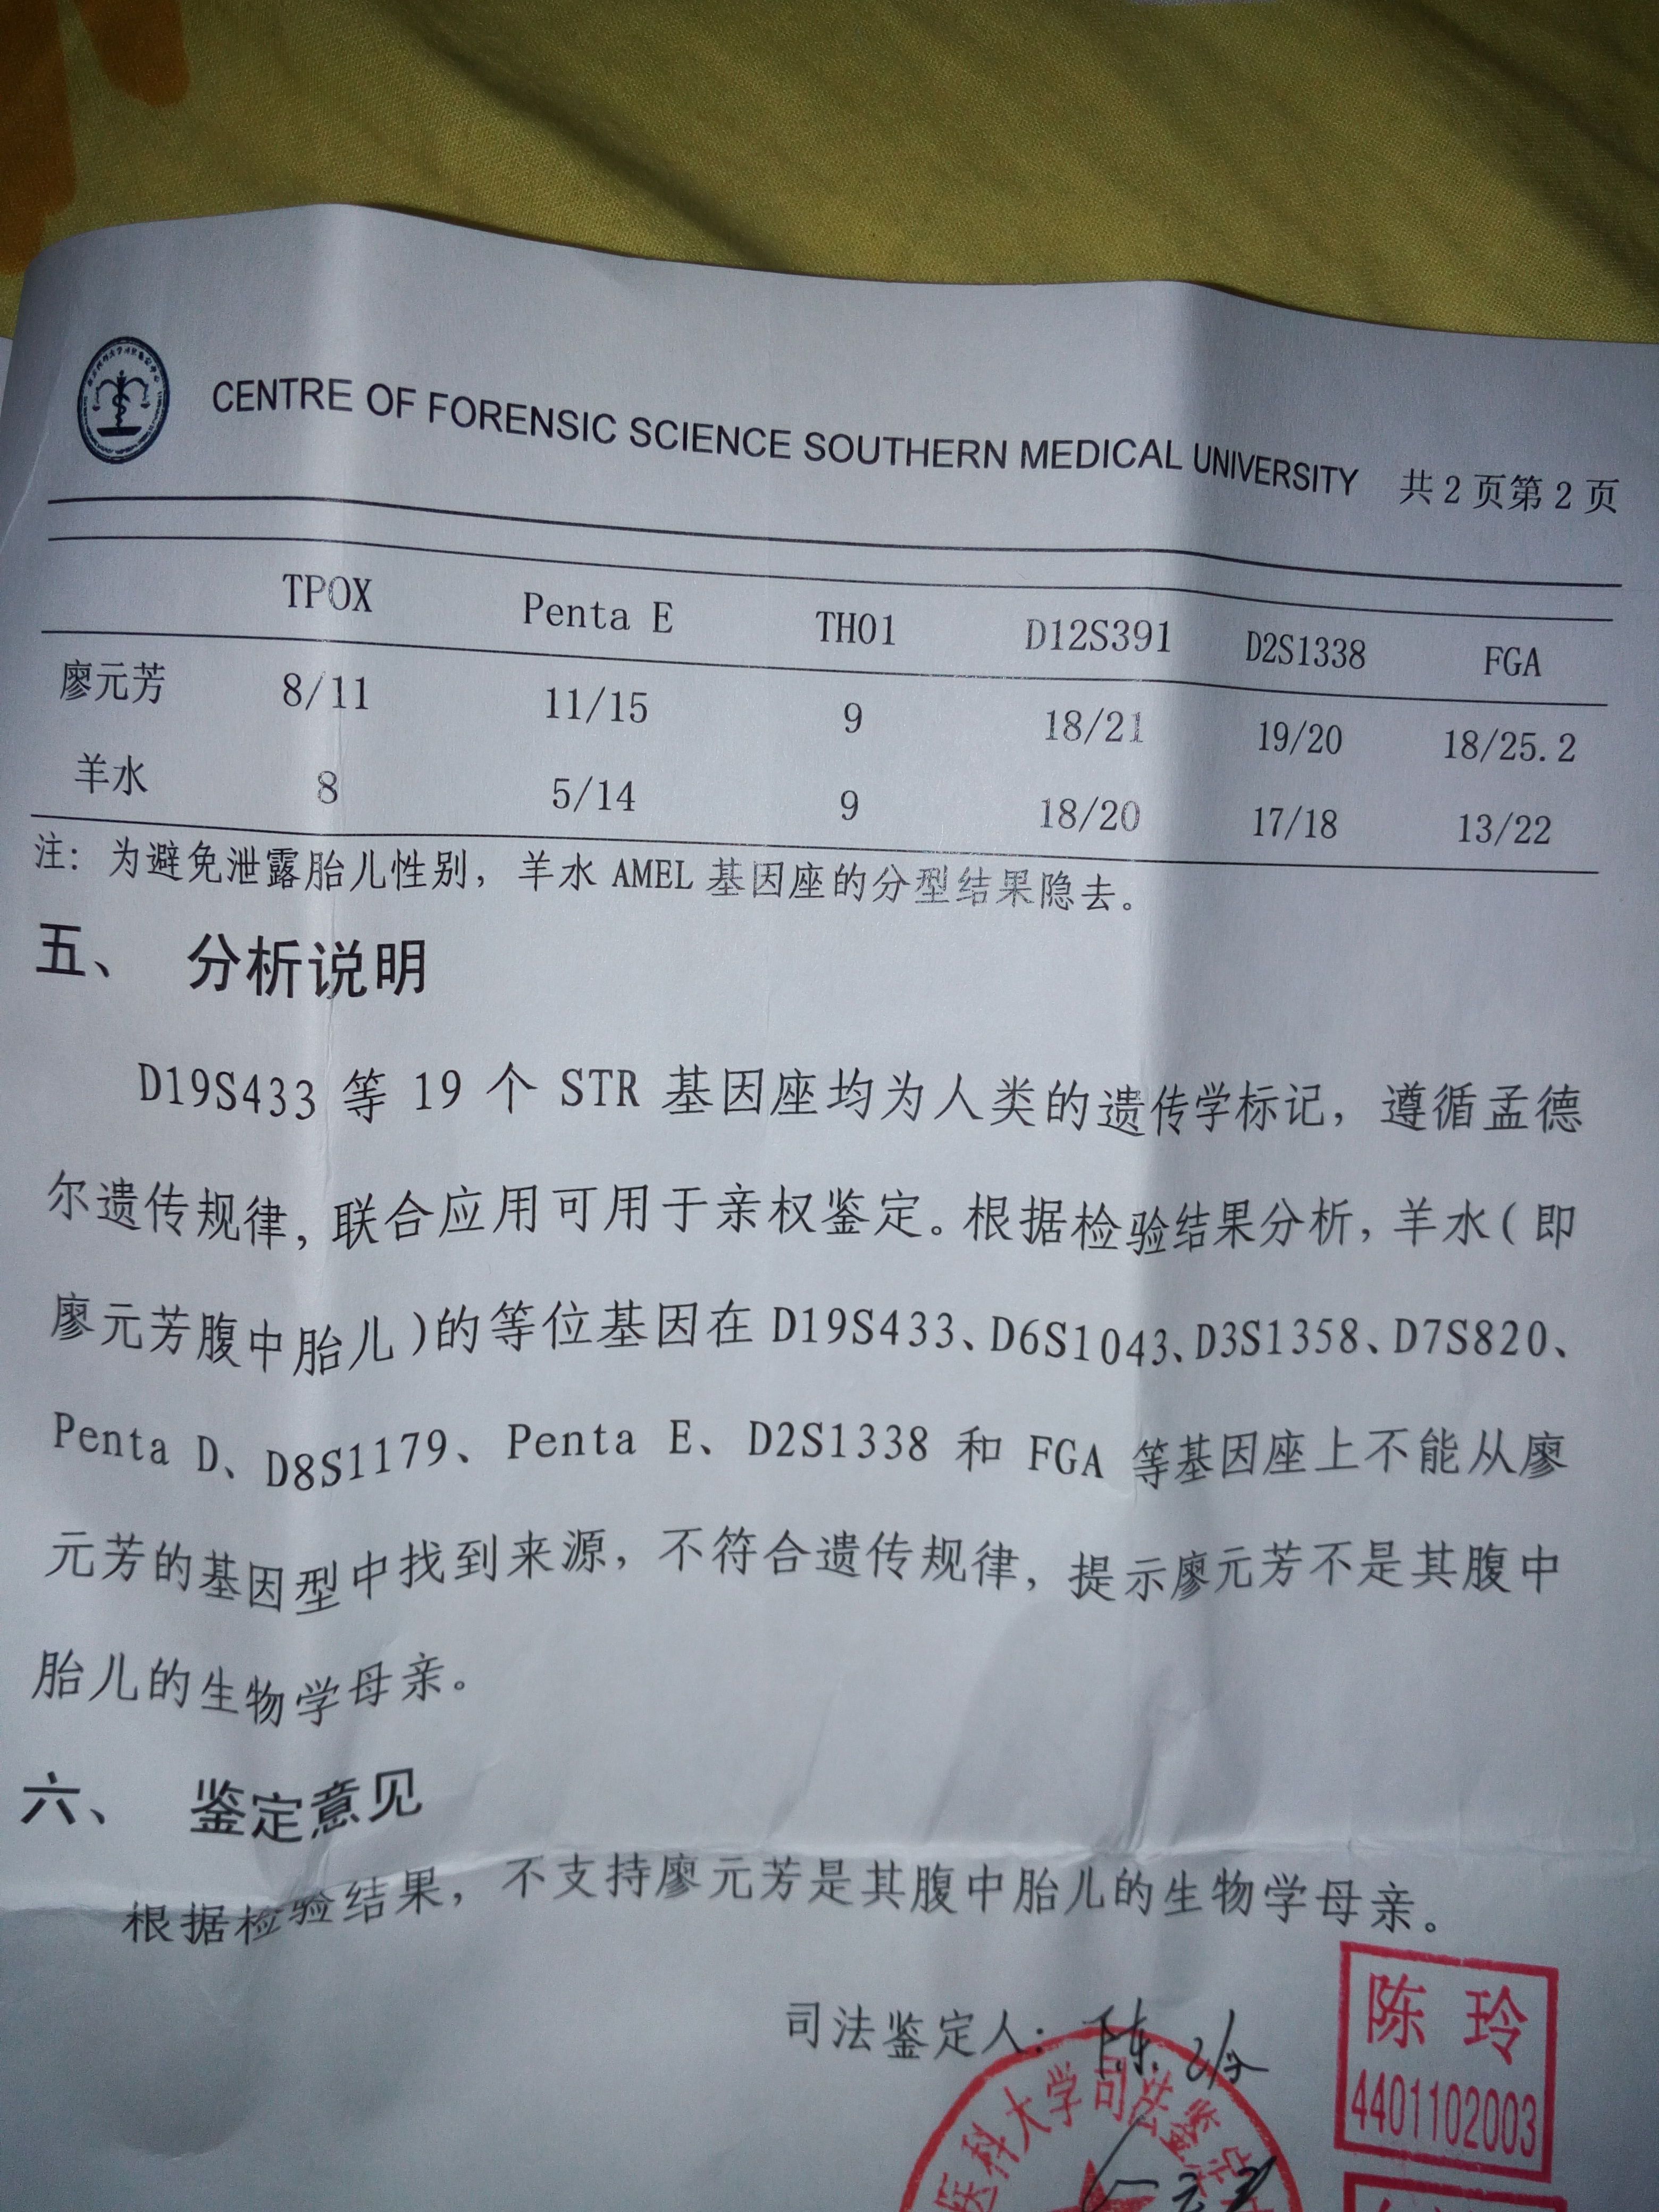 CENTRE OF FORENSIC SCIENCE SOUTHERN MEDICAL UNIVERSITY 共2页第2页
TPOX Penta E TH01 D12S391 D2S1338 FGA
廖元芳 8/11 11/15 9 18/21 19/20 18/25.2
羊水 8 5/14 9 18/20 17/18 13/22
注：为避免泄露胎儿性别，羊水 AMEL 基因座的分型结果隐去。
五、 分析说明
D19S433 等 19 个 STR 基因座均为人类的遗传学标记，遵循孟德
尔遗传规律，联合应用可用于亲权鉴定。根据检验结果分析，羊水（即
廖元芳腹中胎儿）的等位基因在 D19S433、D6S1043、D3S1358、D7S820、
Penta D、D8S1179、Penta E、D2S1338 和 FGA 等基因座上不能从廖
元芳的基因型中找到来源，不符合遗传规律，提示廖元芳不是其腹中
胎儿的生物学母亲。
六、 鉴定意见
根据检验结果，不支持廖元芳是其腹中胎儿的生物学母亲。
司法鉴定人：陈玲
陈玲
4401102003
医科大学司法鉴定